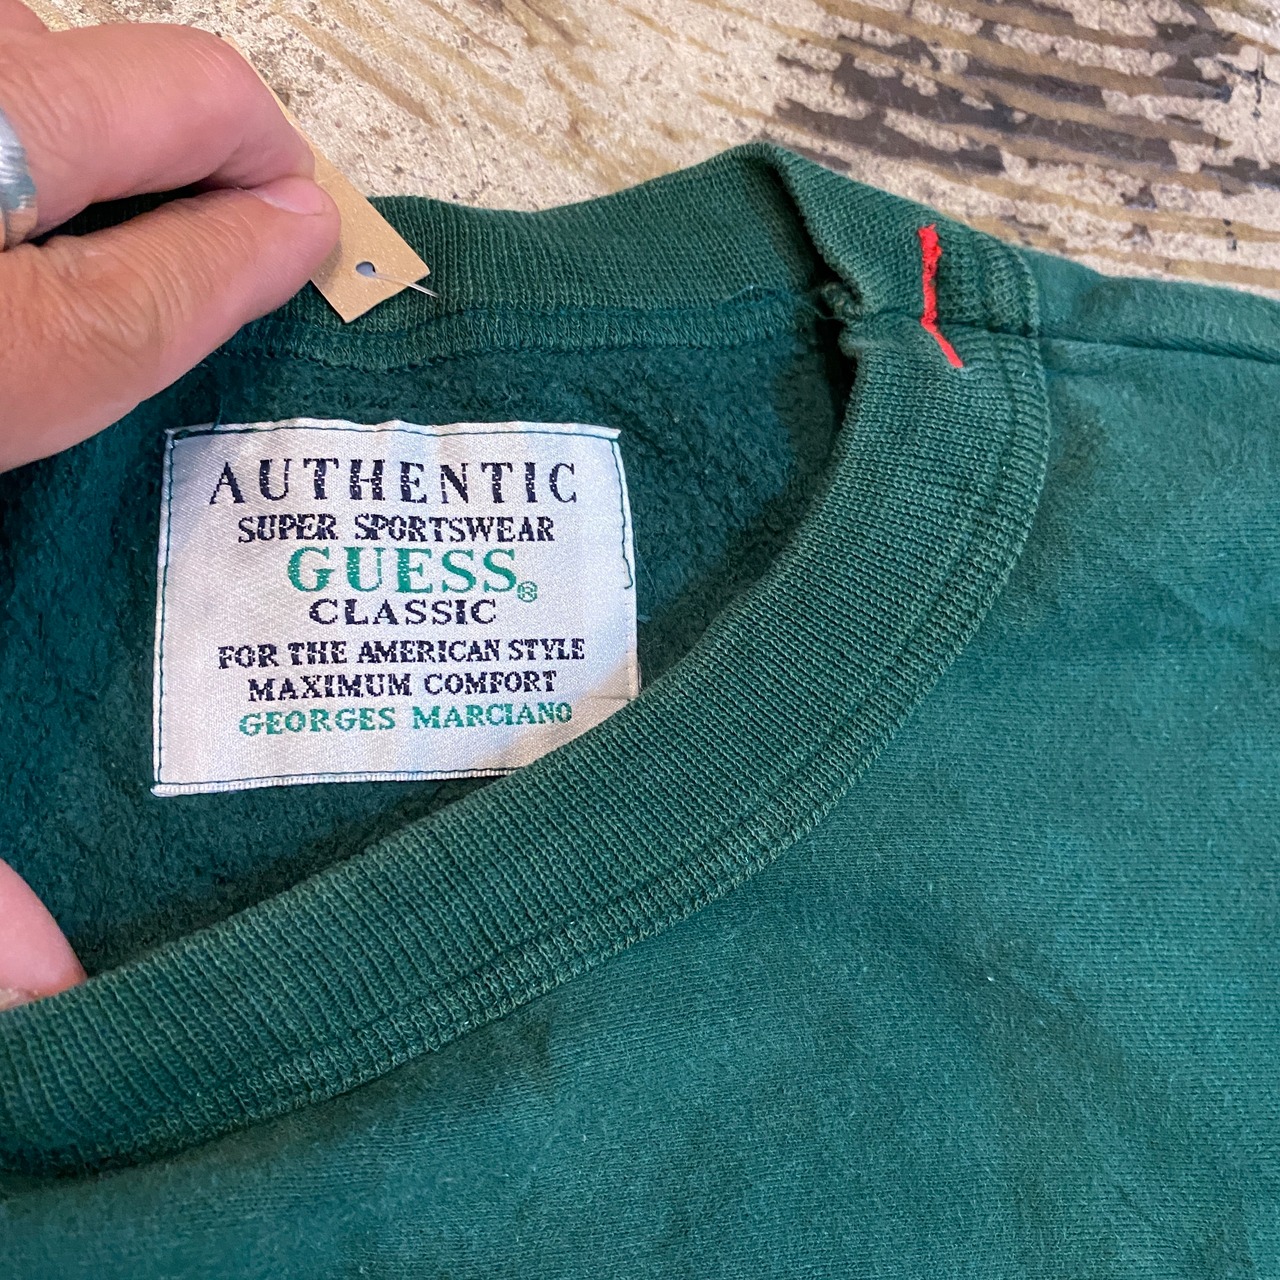 AUTHENTIC
SUPER SPORTSWEAR
GUESS®
CLASSIC
FOR THE AMERICAN STYLE
MAXIMUM COMFORT
GEORGES MARCIANO